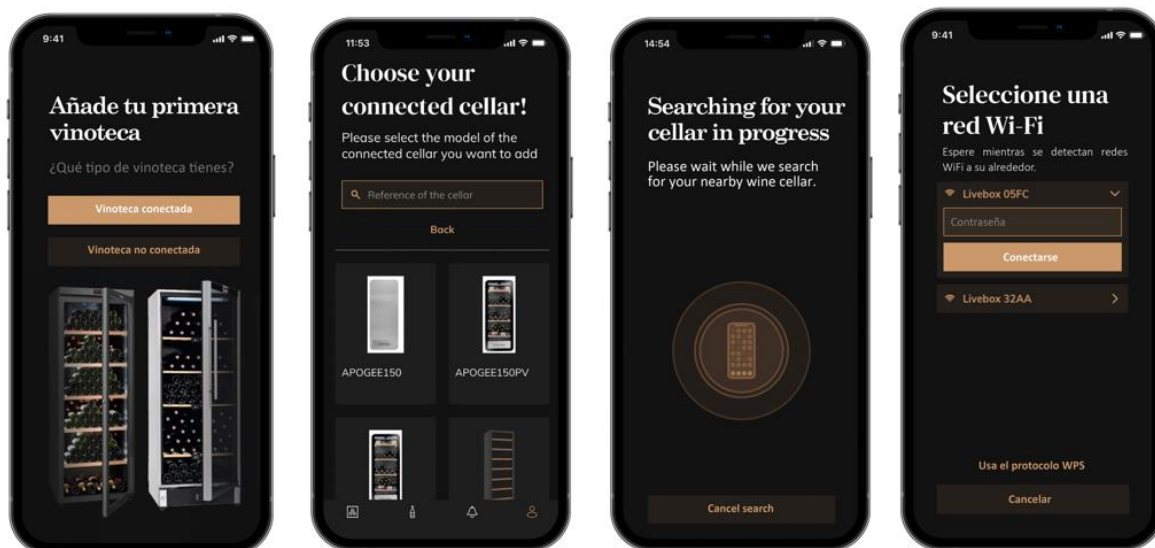 9:41
Añade tu primera
vinoteca
¿Qué tipo de vinoteca tienes?
Vinoteca conectada
Vinoteca no conectada
11:53
Choose your
connected cellar!
Please select the model of the
connected cellar you want to add
Reference of the cellar
Back
APOGEE150
APOGEE150PV
14:54
Searching for your
cellar in progress
Please wait while we search
for your nearby wine cellar.
Cancel search
9:41
Seleccione una
red Wi-Fi
Espere mientras se detectan redes
WiFi a su alrededor.
Livebox 05FC
Contraseña
Conectarse
Livebox 32AA
Usa el protocolo WPS
Cancelar